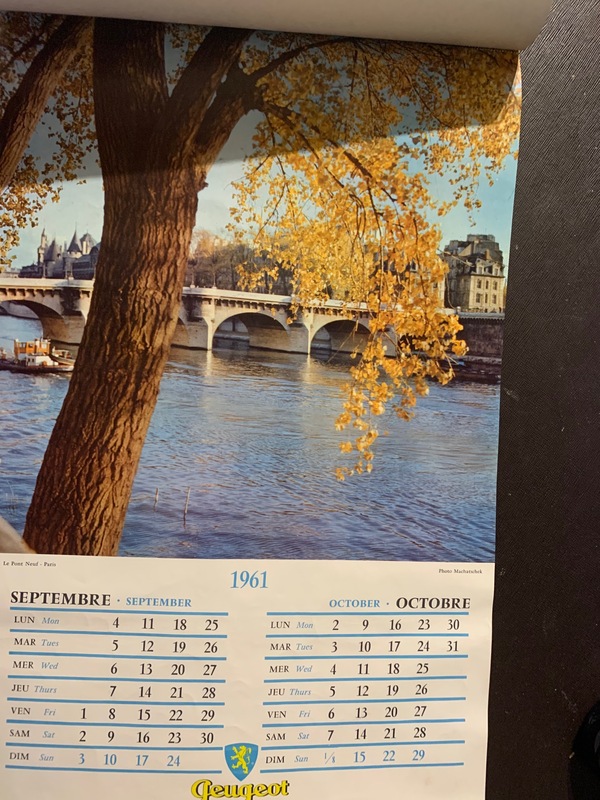 Le Pont Neuf - Paris
Photo Machatschek
1961
SEPTEMBRE · SEPTEMBER
LUN Mon 4 11 18 25
MAR Tues 5 12 19 26
MER Wed 6 13 20 27
JEU Thurs 7 14 21 28
VEN Fri 1 8 15 22 29
SAM Sat 2 9 16 23 30
DIM Sun 3 10 17 24
OCTOBER · OCTOBRE
LUN Mon 2 9 16 23 30
MAR Tues 3 10 17 24 31
MER Wed 4 11 18 25
JEU Thurs 5 12 19 26
VEN Fri 6 13 20 27
SAM Sat 7 14 21 28
DIM Sun 1/8 15 22 29
Peugeot